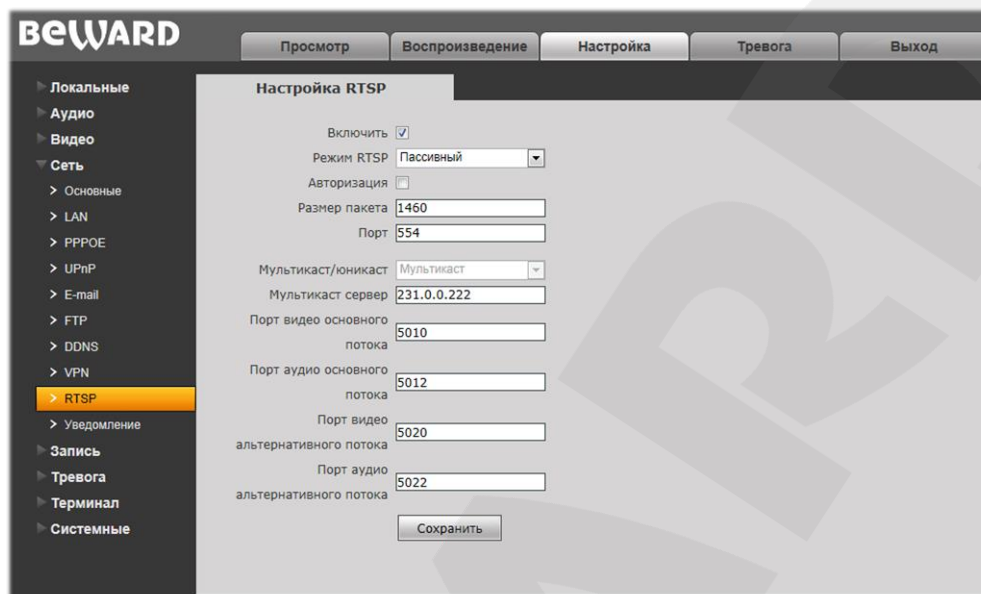 BEWARD
Просмотр
Воспроизведение
Настройка
Тревога
Выход
Локальные
Аудио
Видео
Сеть
> Основные
> LAN
> PPPOE
> UPnP
> E-mail
> FTP
> DDNS
> VPN
> RTSP
> Уведомление
Запись
Тревога
Терминал
Системные
Настройка RTSP
Включить
Режим RTSP Пассивный
Авторизация
Размер пакета 1460
Порт 554
Мультикаст/юникаст Мультикаст
Мультикаст сервер 231.0.0.222
Порт видео основного
потока 5010
Порт аудио основного
потока 5012
Порт видео
альтернативного потока 5020
Порт аудио
альтернативного потока 5022
Сохранить